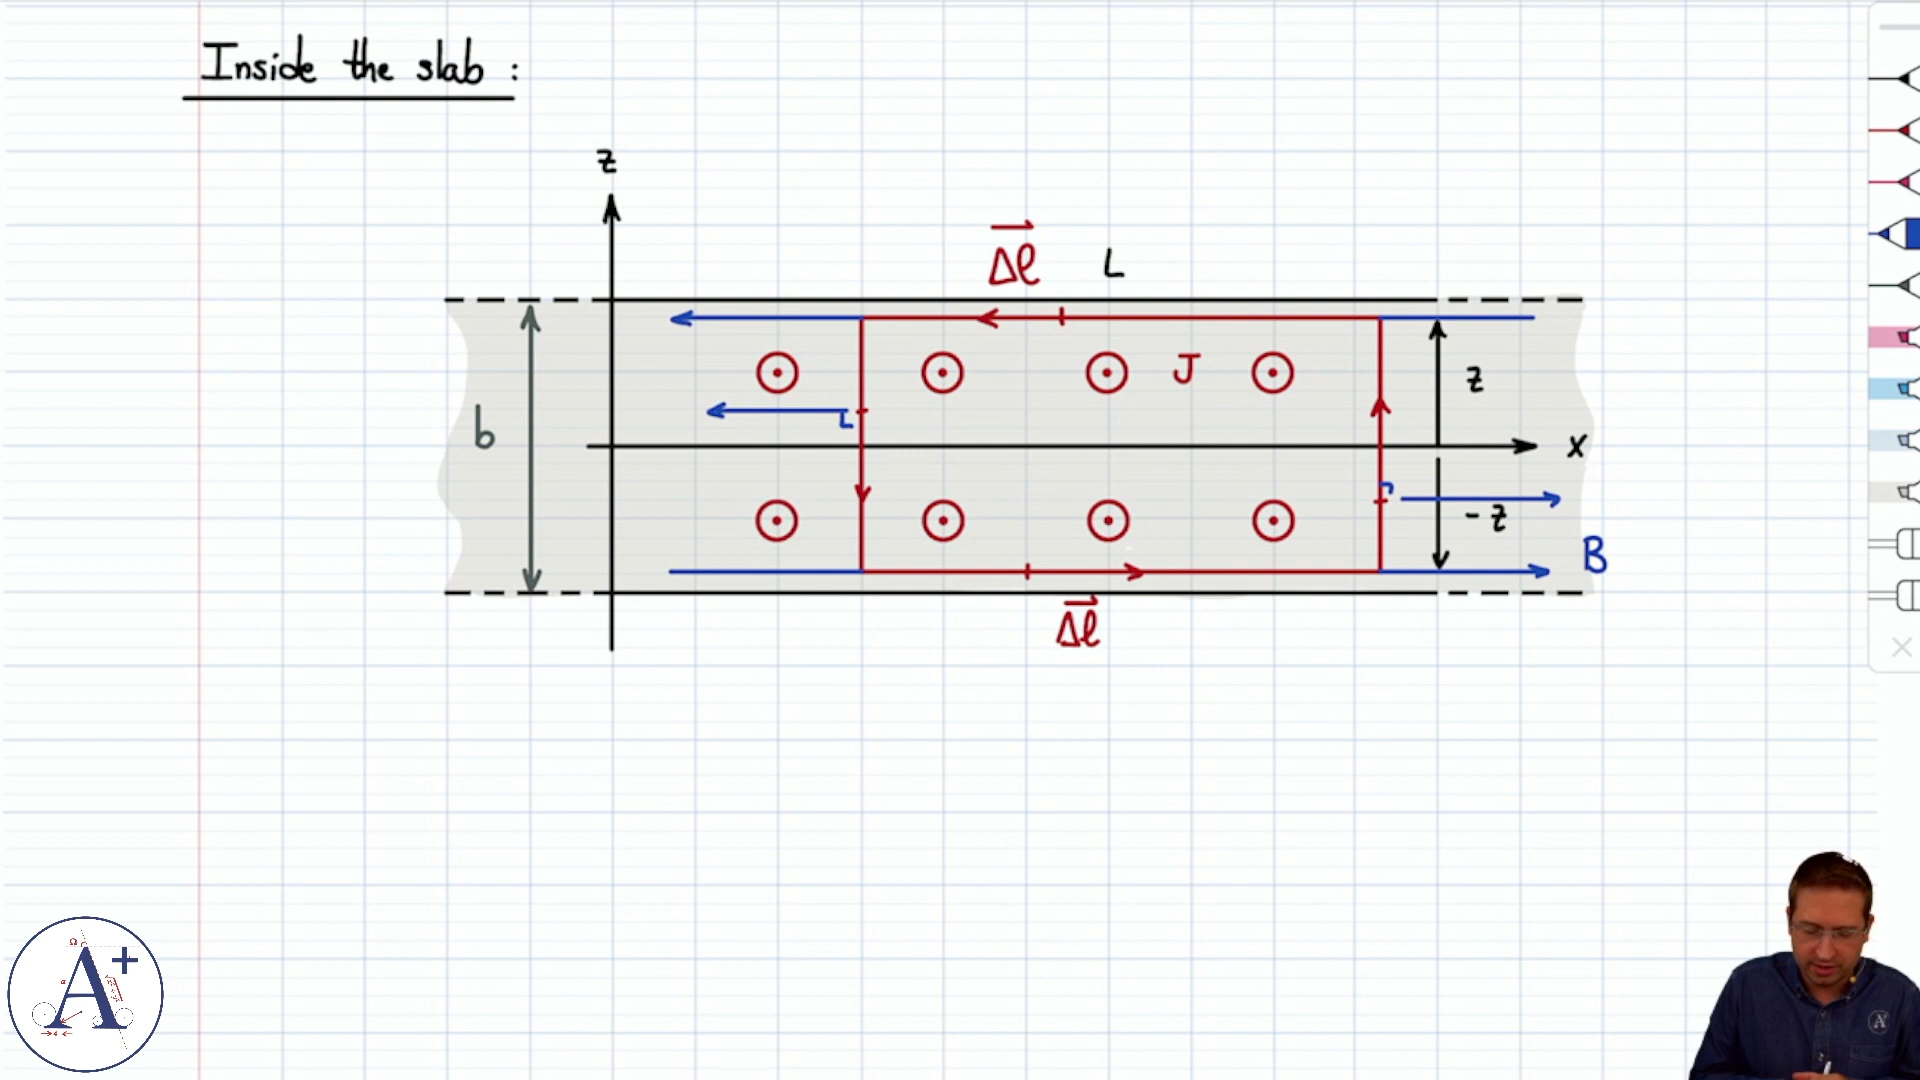 Inside the slab :
z
Δℓ L
J
z
b
x
- z
B
Δℓ
A+